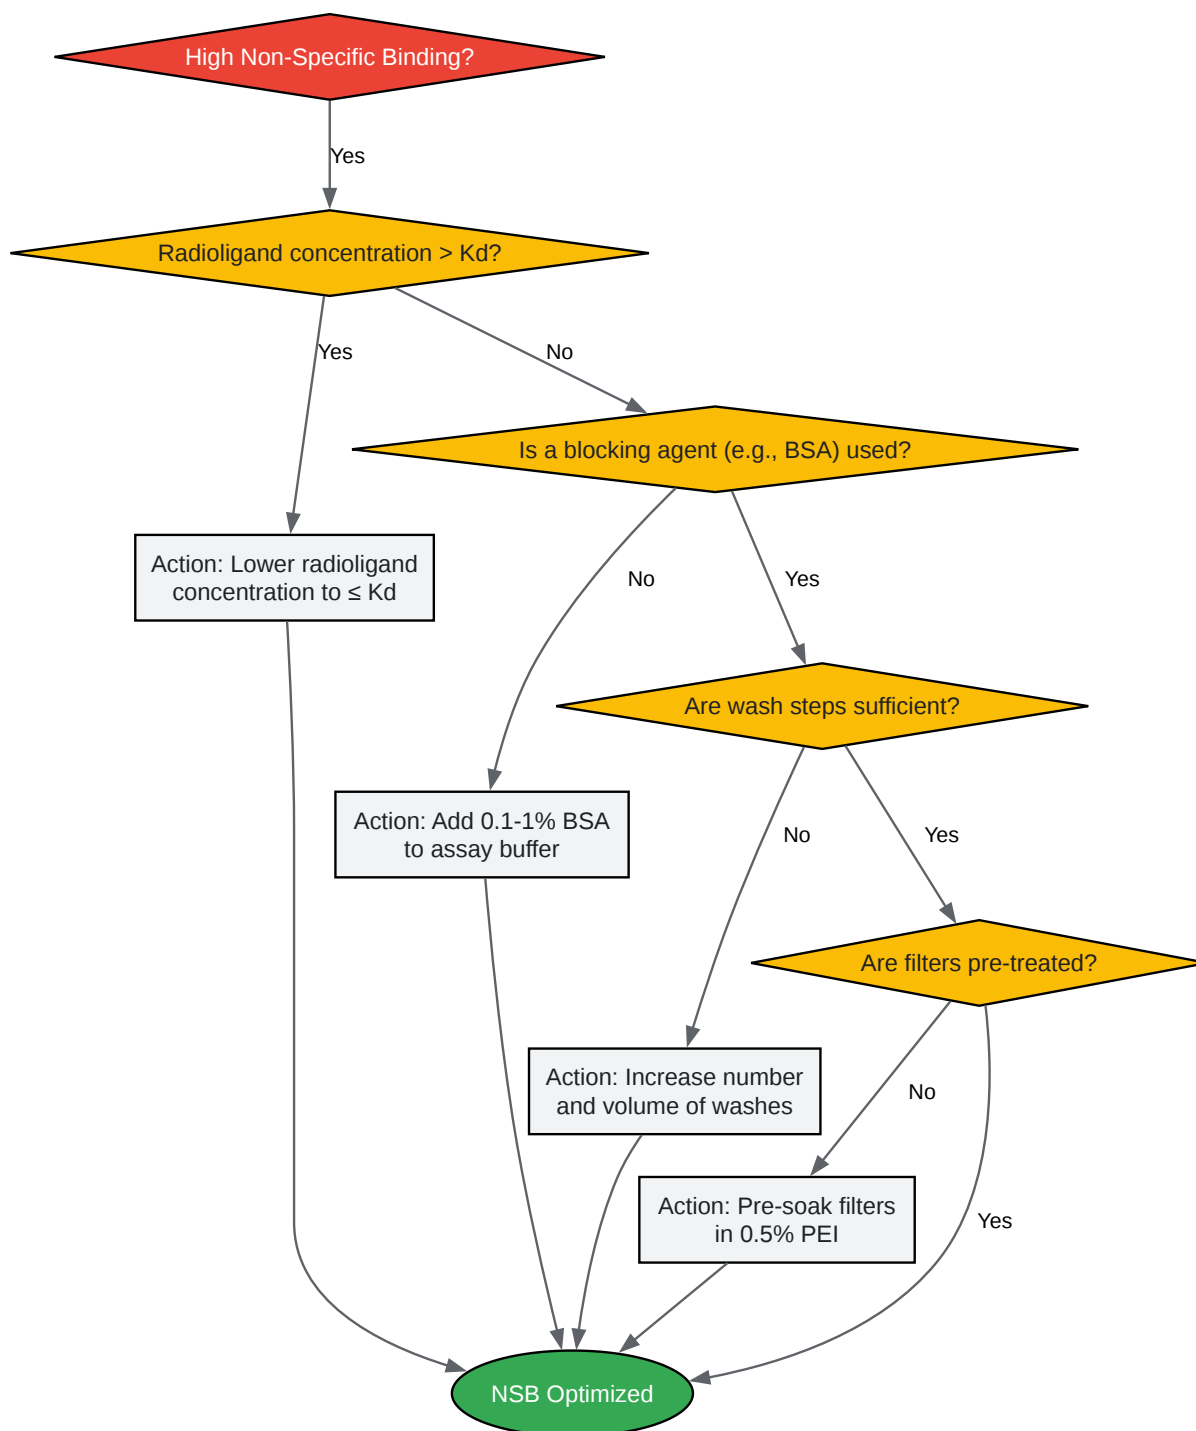 High Non-Specific Binding?
Yes
Radioligand concentration > Kd?
Yes
No
Is a blocking agent (e.g., BSA) used?
Action: Lower radioligand
concentration to ≤ Kd
No
Yes
Are wash steps sufficient?
Action: Add 0.1-1% BSA
to assay buffer
No
Yes
Are filters pre-treated?
Action: Increase number
and volume of washes
No
Action: Pre-soak filters
in 0.5% PEI
Yes
NSB Optimized